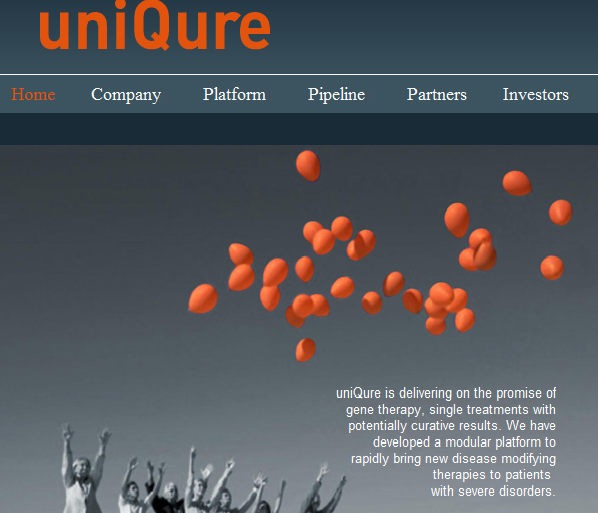 uniQure
Home Company Platform Pipeline Partners Investors
uniQure is delivering on the promise of
gene therapy, single treatments with
potentially curative results. We have
developed a modular platform to
rapidly bring new disease modifying
therapies to patients
with severe disorders.